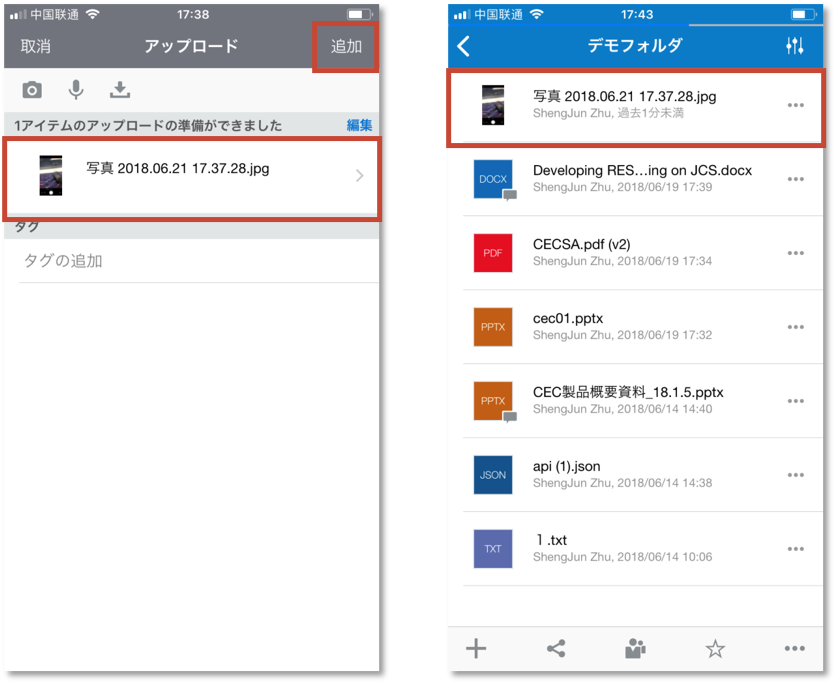 中国联通 17:38
取消 アップロード 追加
1アイテムのアップロードの準備ができました 編集
写真 2018.06.21 17.37.28.jpg
タグ
タグの追加
中国联通 17:43
デモフォルダ
写真 2018.06.21 17.37.28.jpg
ShengJun Zhu, 過去1分未満
DOCX
Developing RES…ing on JCS.docx
ShengJun Zhu, 2018/06/19 17:39
PDF
CECSA.pdf (v2)
ShengJun Zhu, 2018/06/19 17:34
PPTX
cec01.pptx
ShengJun Zhu, 2018/06/19 17:32
PPTX
CEC製品概要資料_18.1.5.pptx
ShengJun Zhu, 2018/06/14 14:40
JSON
api (1).json
ShengJun Zhu, 2018/06/14 14:38
TXT
1.txt
ShengJun Zhu, 2018/06/14 10:06